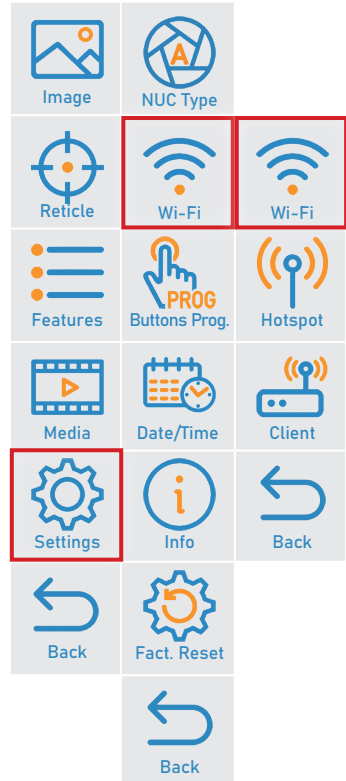 Image
NUC Type
A
Reticle
Wi-Fi
Wi-Fi
Features
PROG
Buttons Prog.
Hotspot
Media
Date/Time
Client
Settings
i
Info
Back
Back
Fact. Reset
Back